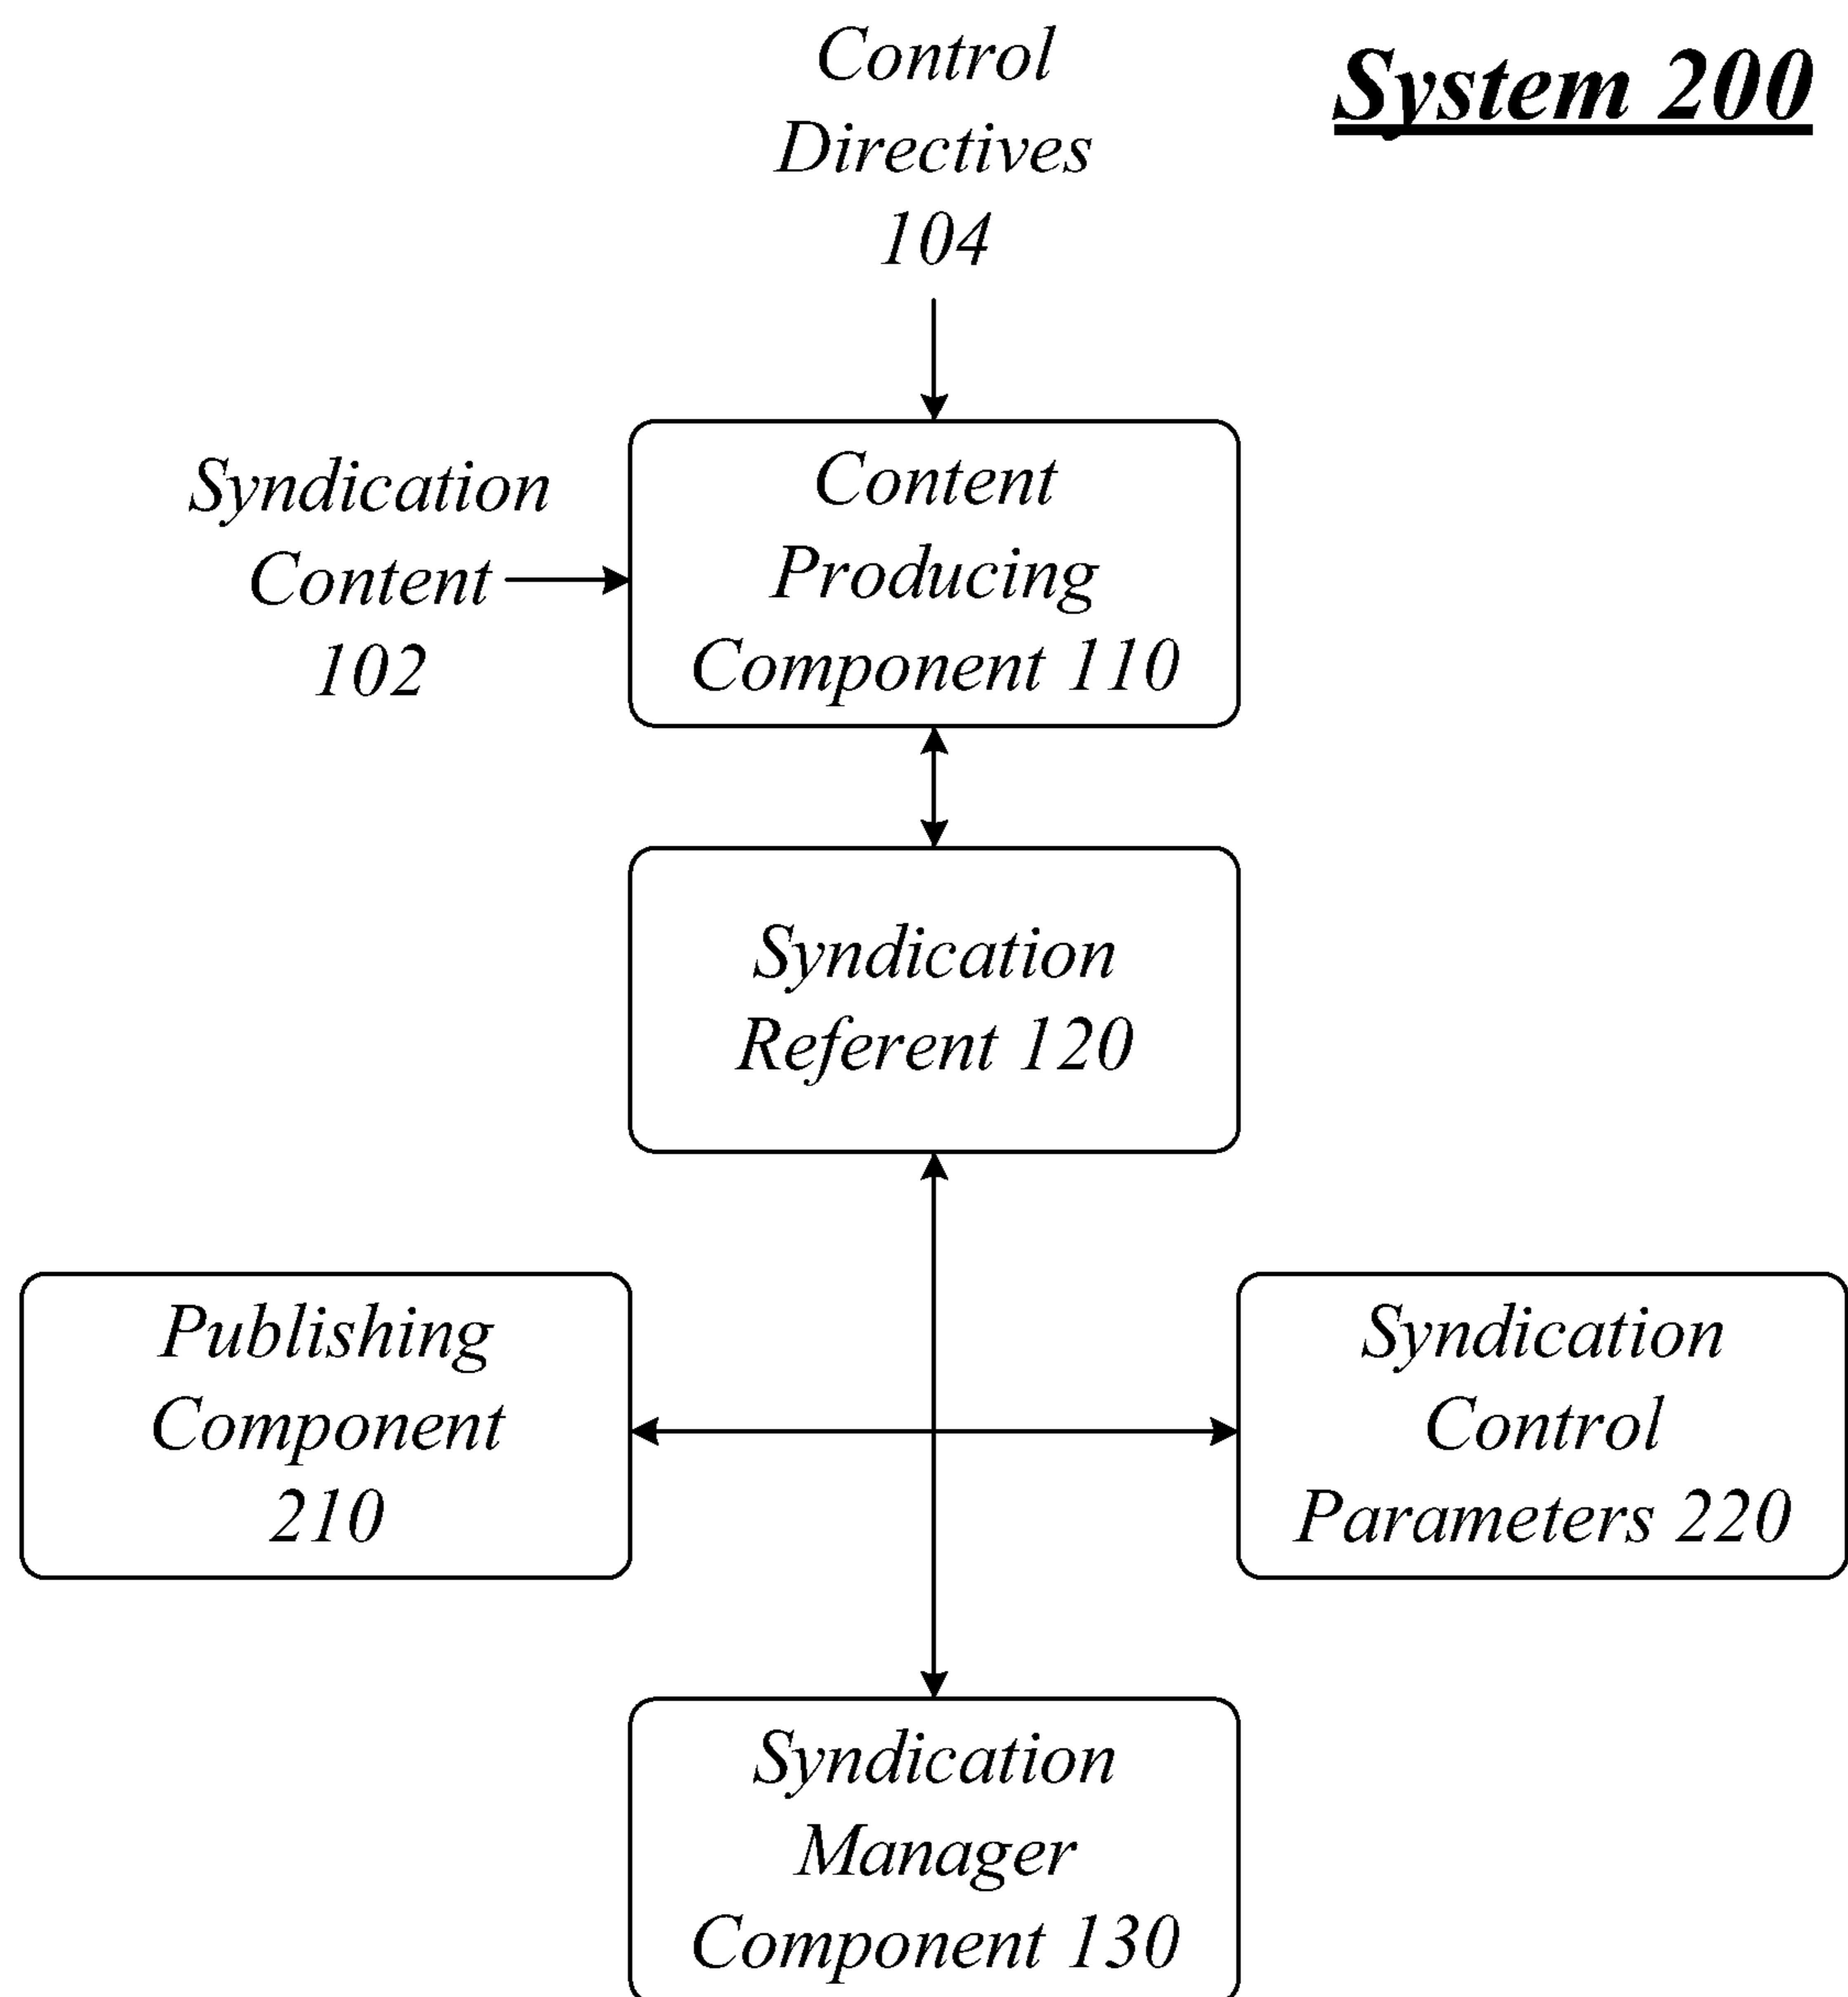 Control
Directives
104
System 200
Syndication
Content
102
Content
Producing
Component 110
Syndication
Referent 120
Publishing
Component
210
Syndication
Control
Parameters 220
Syndication
Manager
Component 130